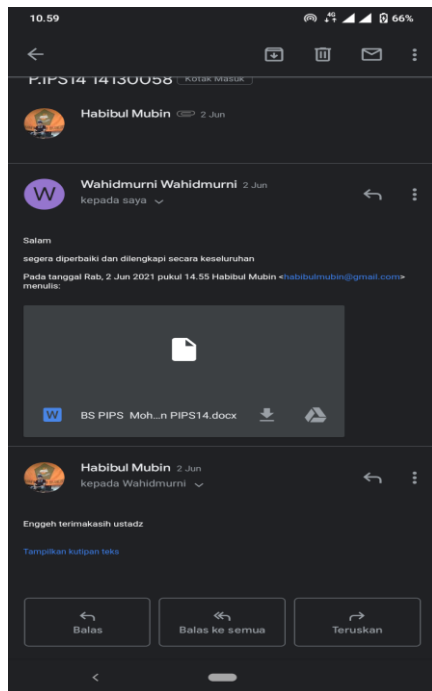 10.59
4G
66%
P.IPS14 14130058 Kotak Masuk
Habibul Mubin 2 Jun
W
Wahidmurni Wahidmurni 2 Jun
kepada saya
Salam
segera diperbaiki dan dilengkapi secara keseluruhan
Pada tanggal Rab, 2 Jun 2021 pukul 14.55 Habibul Mubin <habibulmubin@gmail.com>
menulis:
W BS PIPS Moh...n PIPS14.docx
Habibul Mubin 2 Jun
kepada Wahidmurni
Enggeh terimakasih ustadz
Tampilkan kutipan teks
Balas
Balas ke semua
Teruskan